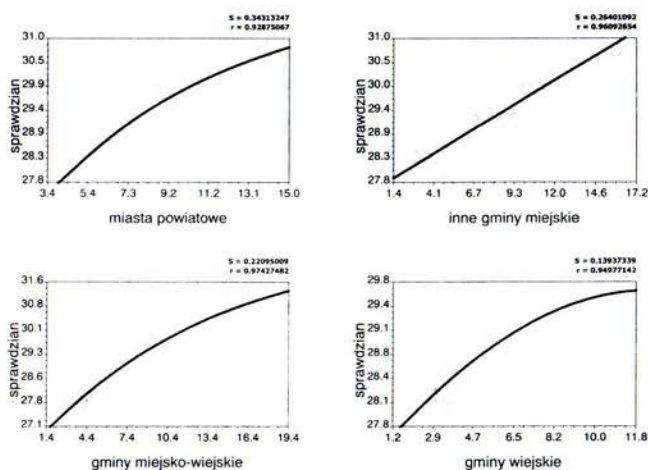 S = 0.34313247
r = 0.92875067
31.0
30.5
29.9
29.4
28.9
28.3
27.8
3.4 5.4 7.3 9.2 11.2 13.1 15.0
sprawdzian
miasta powiatowe
S = 0.26401092
r = 0.96092654
31.0
30.5
30.0
29.4
28.9
28.3
27.8
1.4 4.1 6.7 9.3 12.0 14.6 17.2
sprawdzian
inne gminy miejskie
S = 0.22095009
r = 0.97427482
31.6
30.8
30.1
29.3
28.6
27.8
27.1
1.4 4.4 7.4 10.4 13.4 16.4 19.4
sprawdzian
gminy miejsko-wiejskie
S = 0.13937339
r = 0.94977142
29.8
29.4
29.1
28.8
28.4
28.1
27.8
1.2 2.9 4.7 6.5 8.2 10.0 11.8
sprawdzian
gminy wiejskie